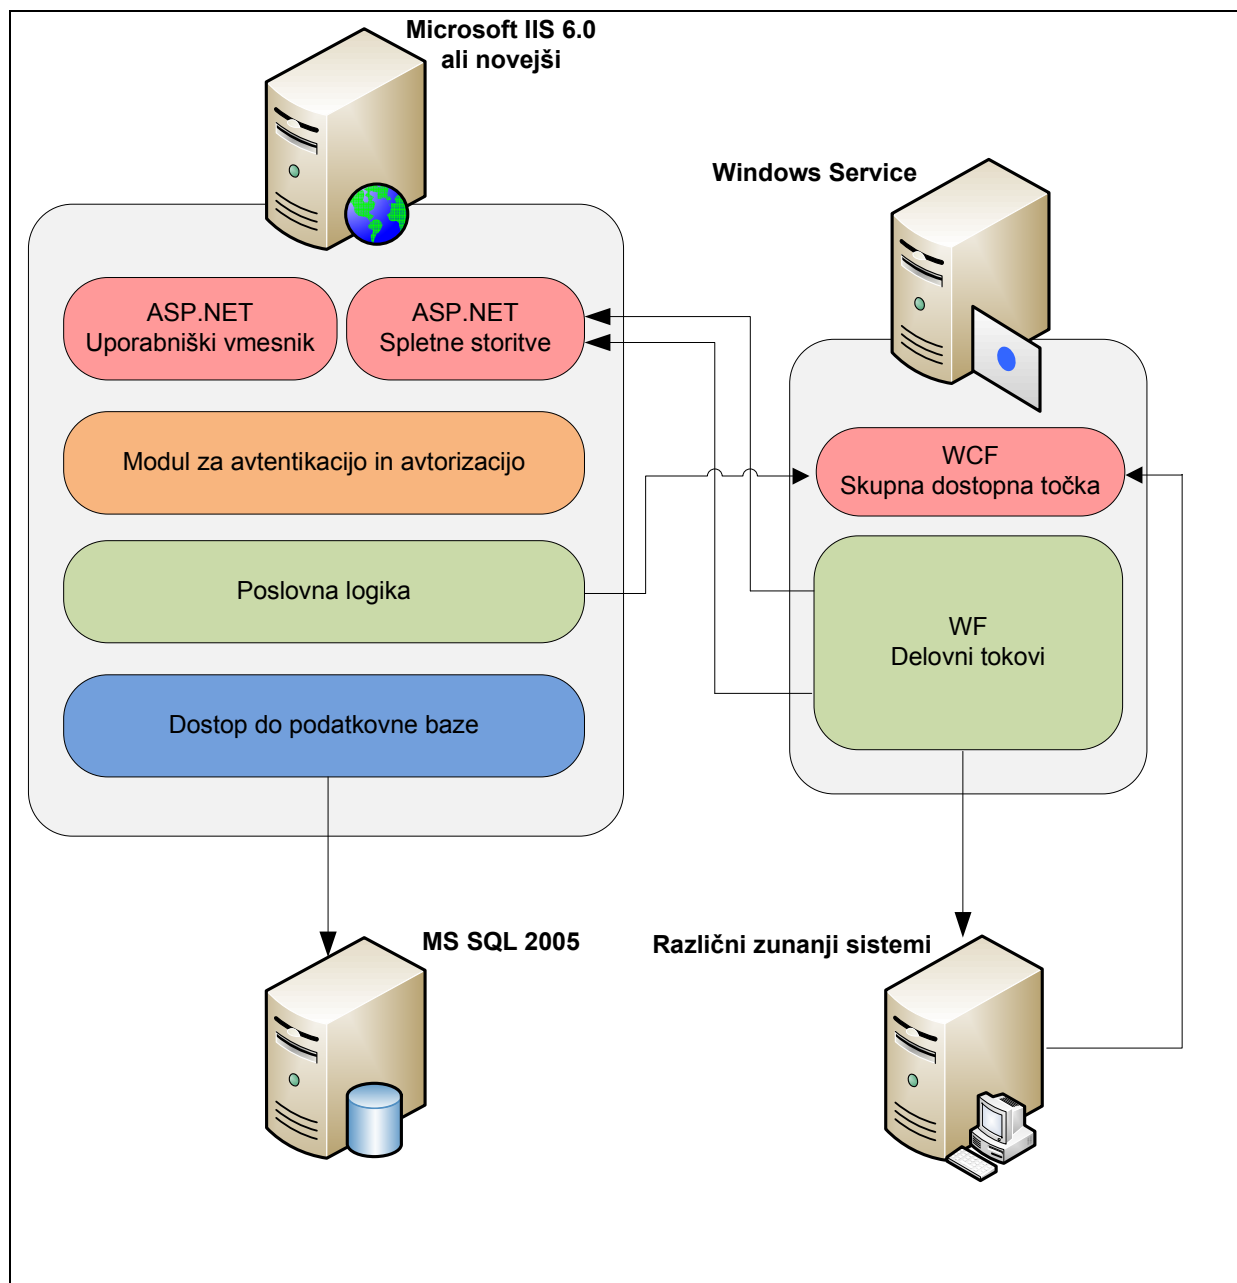 Microsoft IIS 6.0
ali novejši
Windows Service
ASP.NET
Uporabniški vmesnik
ASP.NET
Spletne storitve
Modul za avtentikacijo in avtorizacijo
WCF
Skupna dostopna točka
Poslovna logika
WF
Delovni tokovi
Dostop do podatkovne baze
MS SQL 2005
Različni zunanji sistemi